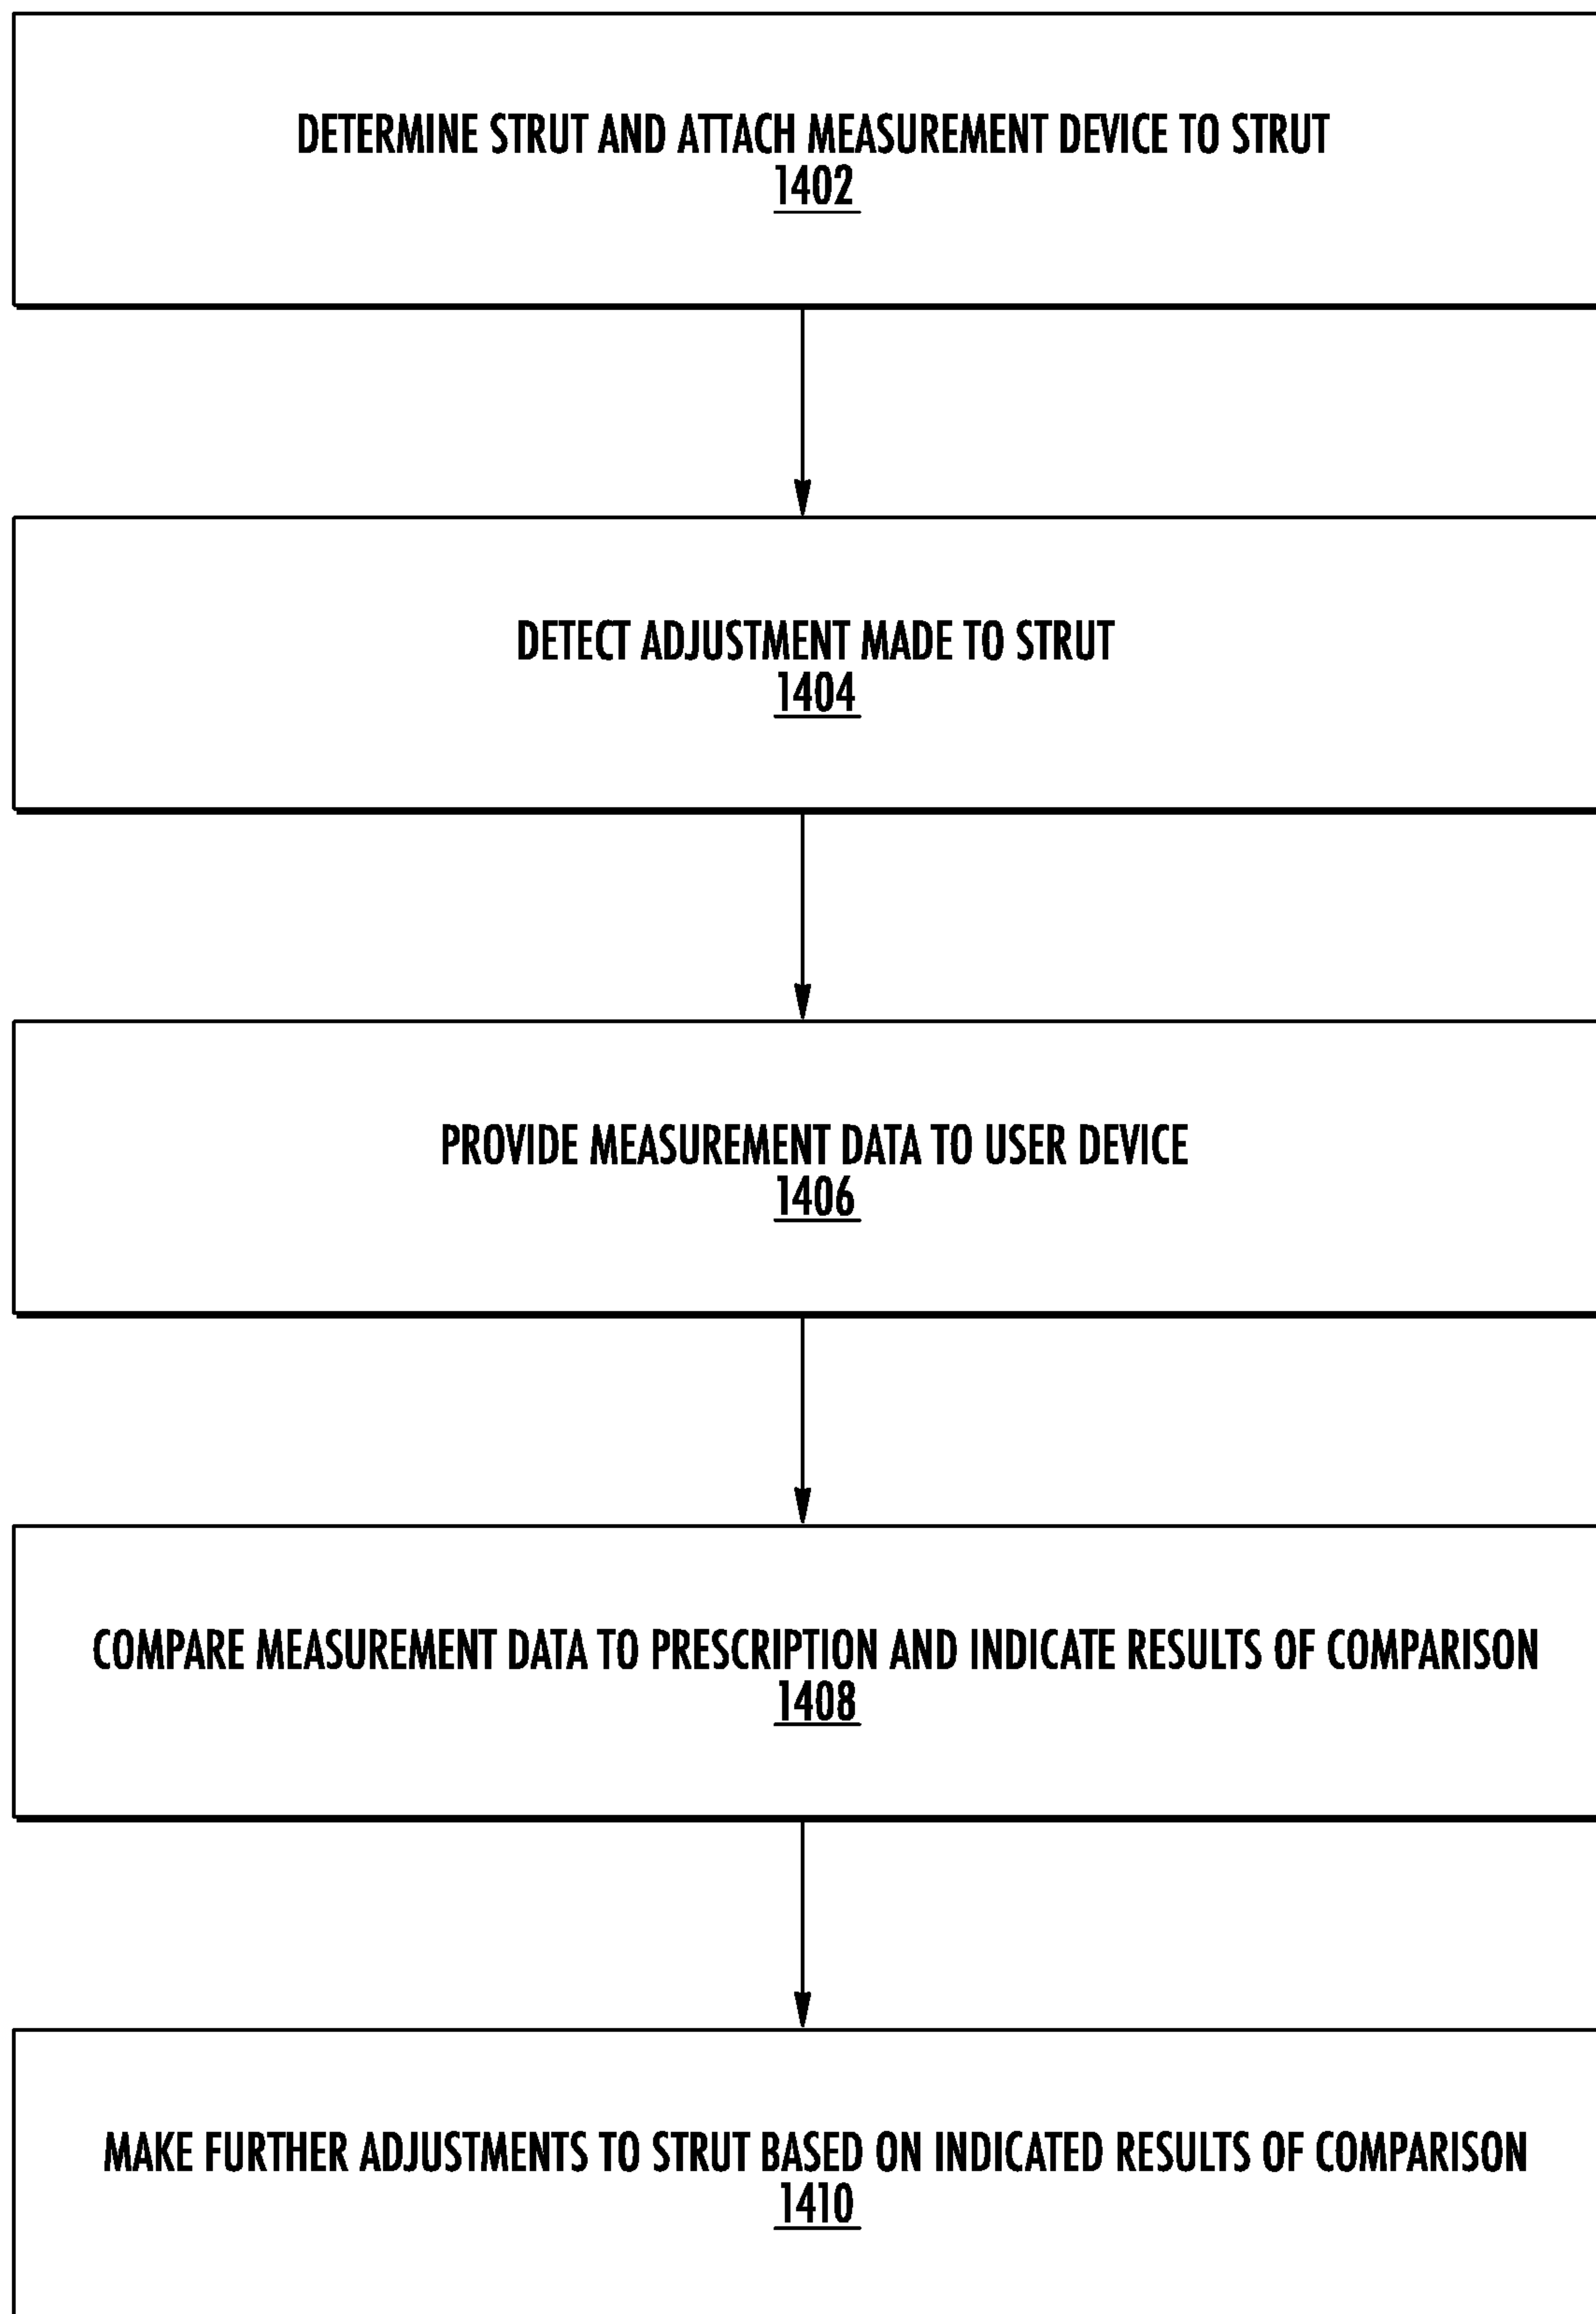 DETERMINE STRUT AND ATTACH MEASUREMENT DEVICE TO STRUT
1402
DETECT ADJUSTMENT MADE TO STRUT
1404
PROVIDE MEASUREMENT DATA TO USER DEVICE
1406
COMPARE MEASUREMENT DATA TO PRESCRIPTION AND INDICATE RESULTS OF COMPARISON
1408
MAKE FURTHER ADJUSTMENTS TO STRUT BASED ON INDICATED RESULTS OF COMPARISON
1410